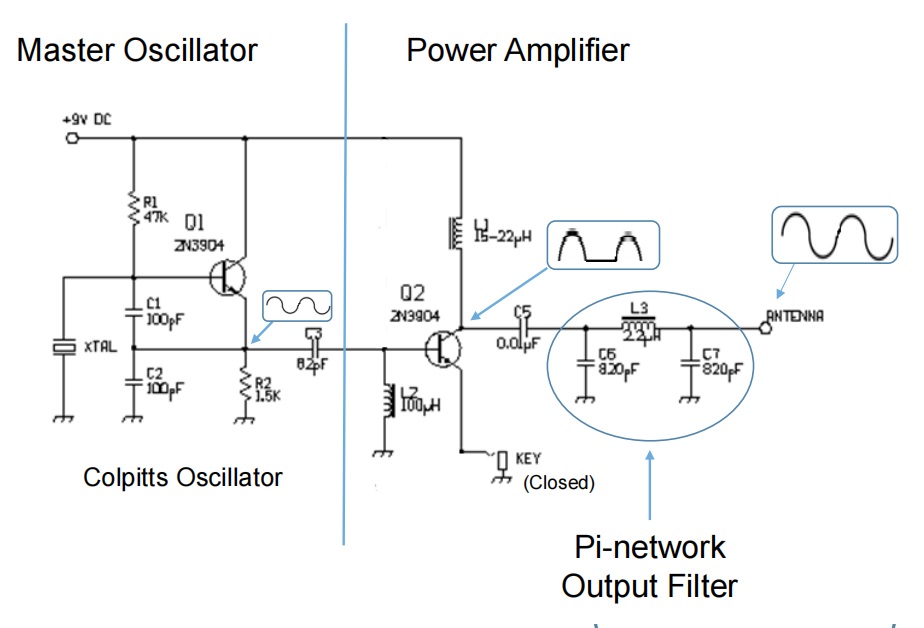 Master Oscillator
Power Amplifier
+9V DC
R1
47K
Q1
2N3904
C1
100pF
XTAL
C2
100pF
R2
1.5K
C3
82pF
L1
15-22µH
Q2
2N3904
L2
100µH
C5
0.01µF
L3
2.2µH
C6
820pF
C7
820pF
ANTENNA
KEY
(Closed)
Colpitts Oscillator
Pi-network
Output Filter